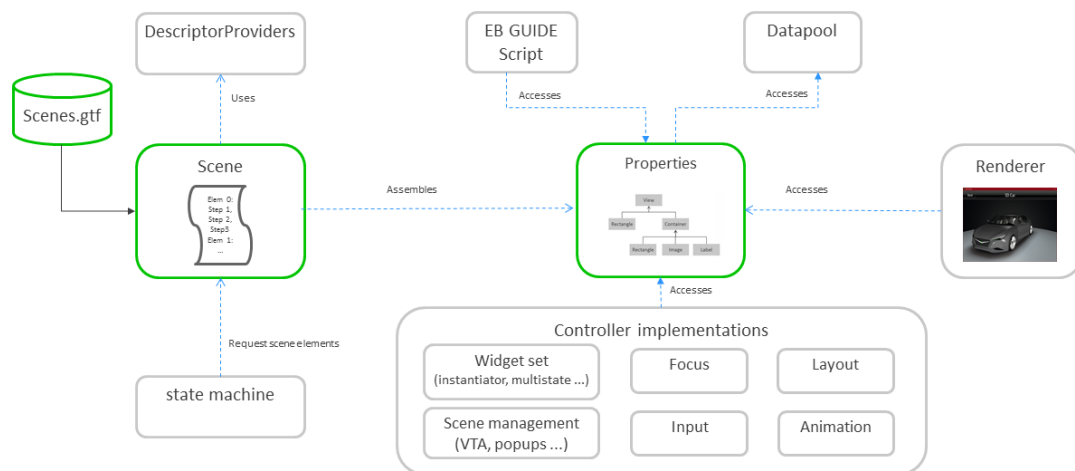 DescriptorProviders
EB GUIDE
Script
Datapool
Uses
Accesses
Accesses
Scenes.gtf
Scene
Elem 0:
Step 1,
Step 2,
Step3
Elem 1:
...
Assembles
Properties
View
Rectangle
Container
Rectangle
Image
Label
Accesses
Renderer
Accesses
Request scene elements
state machine
Controller implementations
Widget set
(instantiator, multistate ...)
Focus
Layout
Scene management
(VTA, popups ...)
Input
Animation